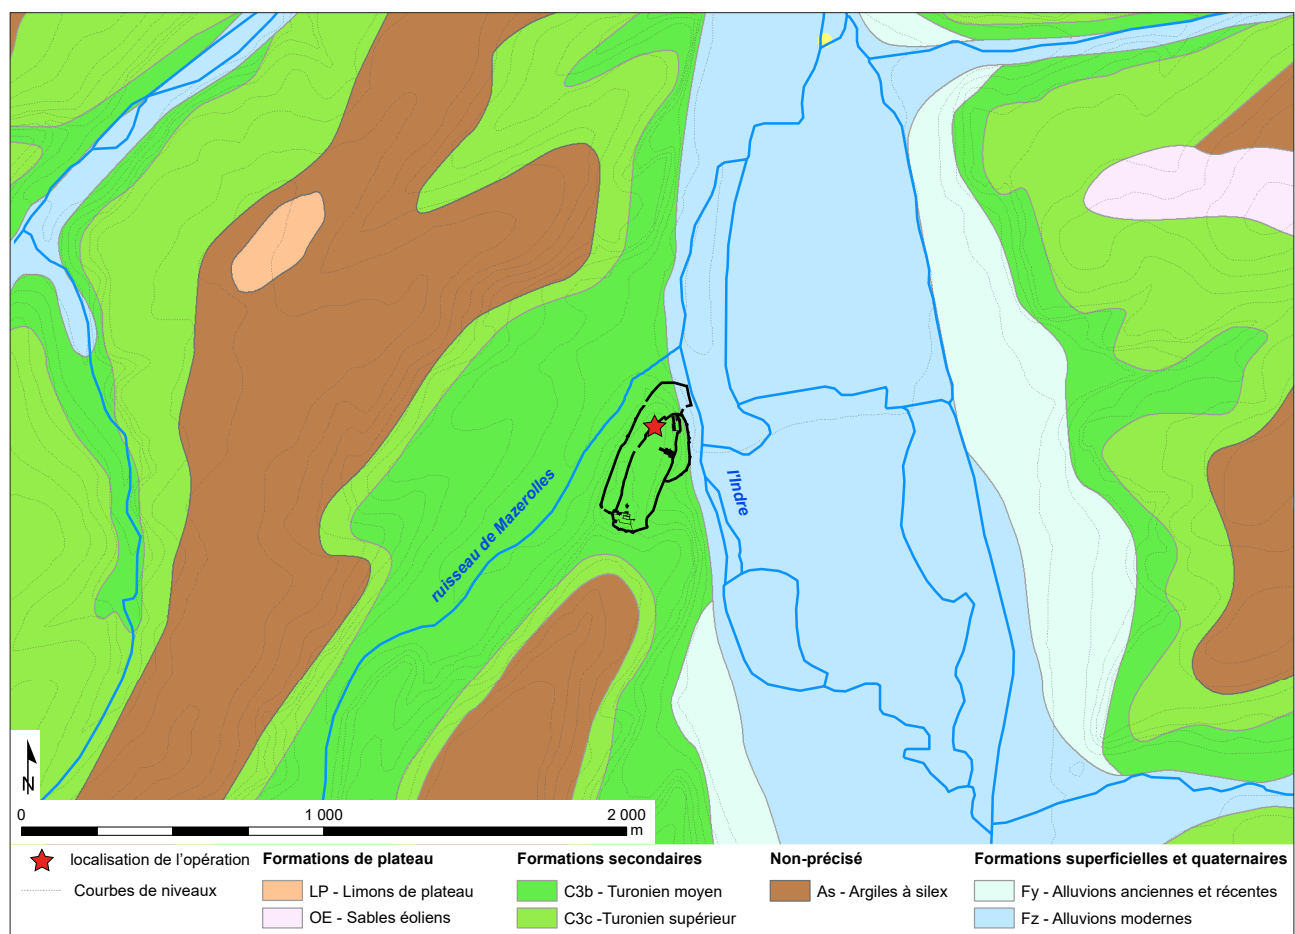 l'Indre
ruisseau de Mazerolles
N
0 1 000 2 000
m
localisation de l'opération
Courbes de niveaux
Formations de plateau
LP - Limons de plateau
OE - Sables éoliens
Formations secondaires
C3b - Turonien moyen
C3c -Turonien supérieur
Non-précisé
As - Argiles à silex
Formations superficielles et quaternaires
Fy - Alluvions anciennes et récentes
Fz - Alluvions modernes